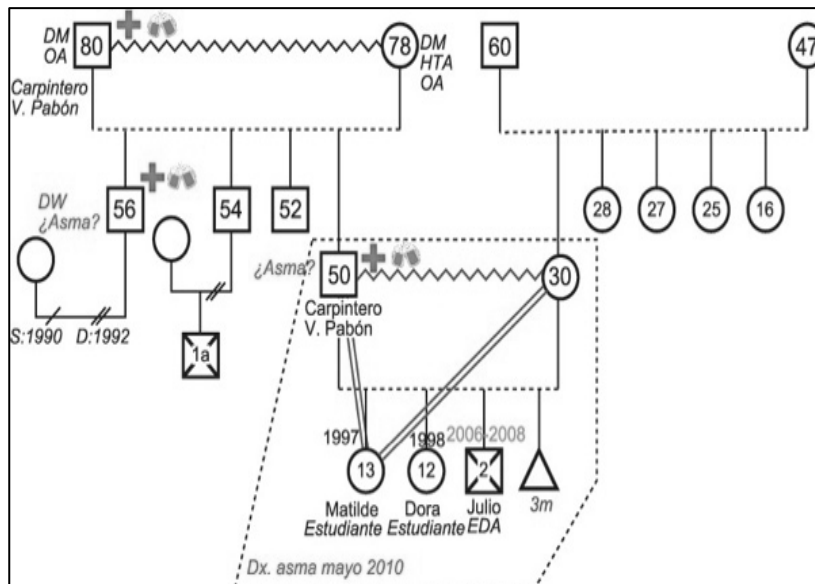 DM
OA
80
78
DM
HTA
OA
60
47
Carpintero
V. Pabón
DW
¿Asma?
56
54
52
28
27
25
16
¿Asma?
50
30
Carpintero
V. Pabón
S:1990
D:1992
1a
1997
1998
2006-2008
13
12
2
3m
Matilde
Estudiante
Dora
Estudiante
Julio
EDA
Dx. asma mayo 2010